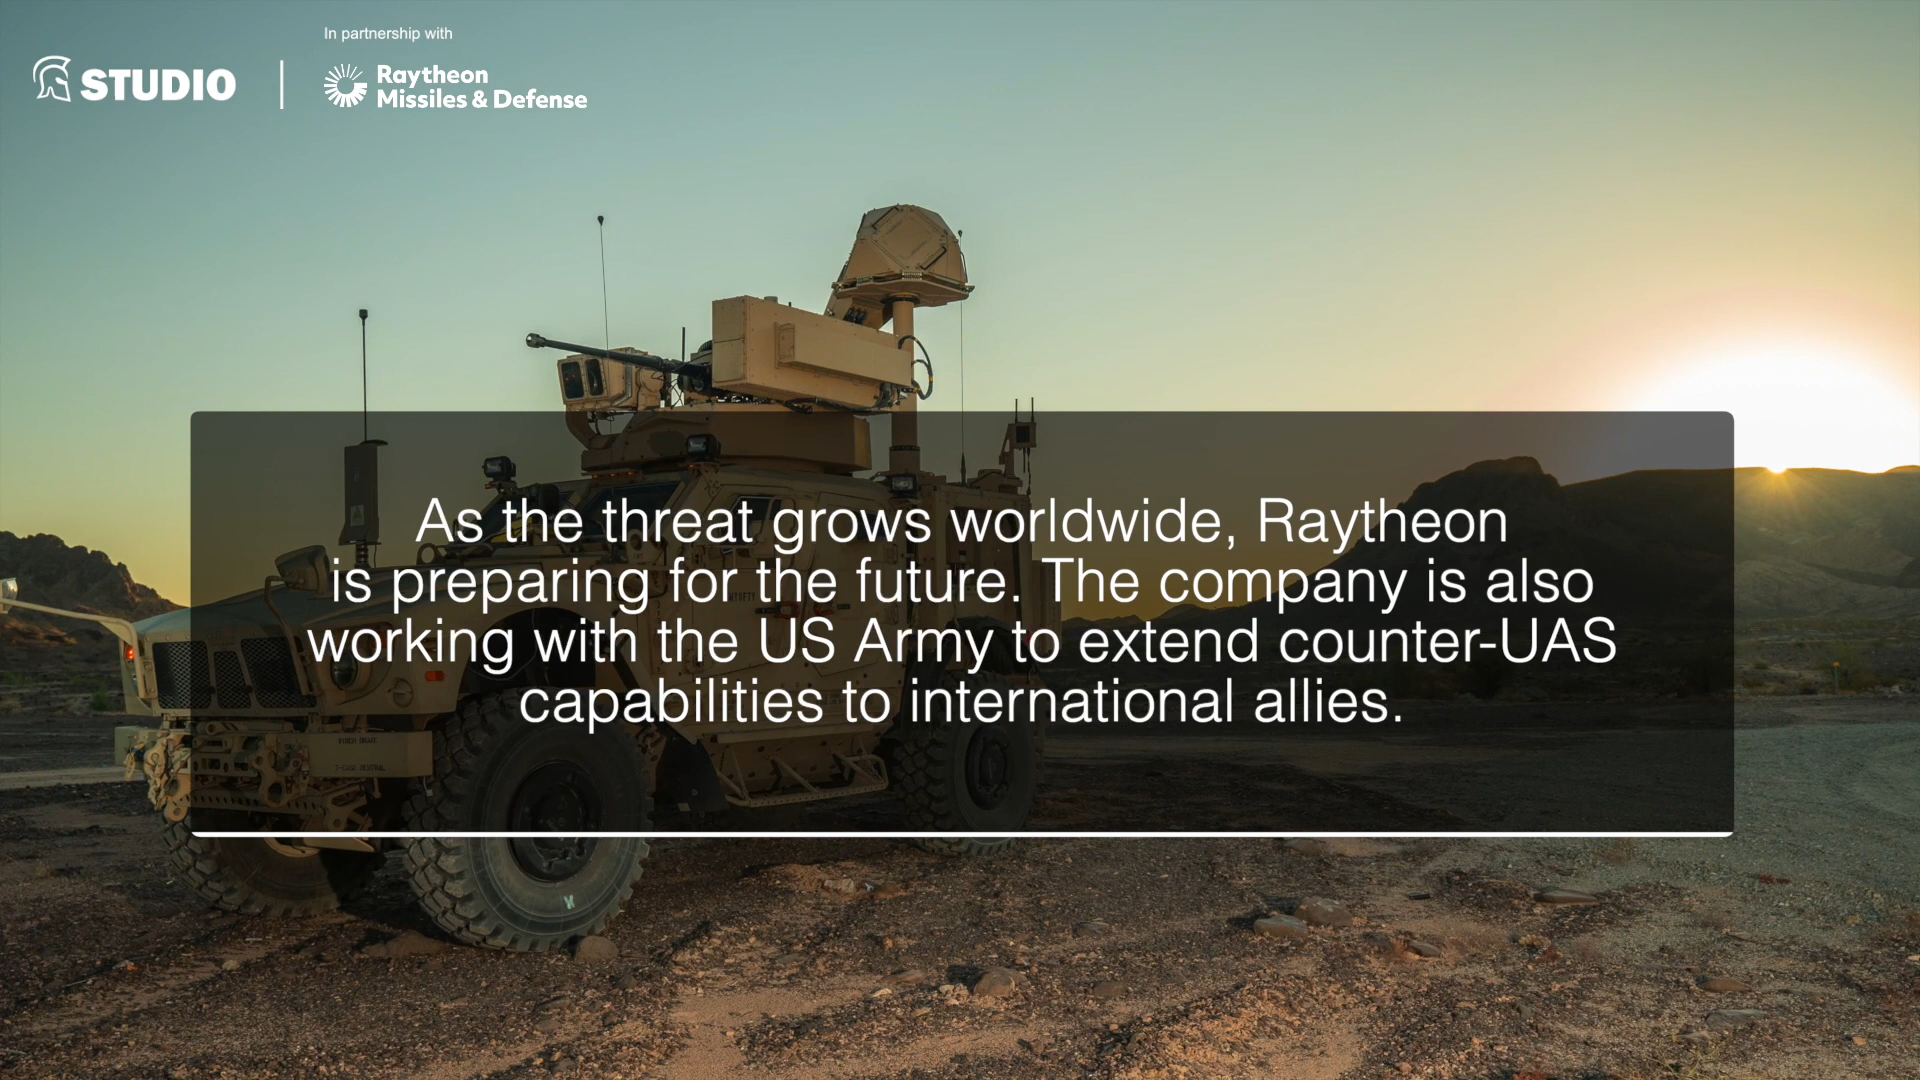 In partnership with
STUDIO
Raytheon
Missiles & Defense
As the threat grows worldwide, Raytheon
is preparing for the future. The company is also
working with the US Army to extend counter-UAS
capabilities to international allies.